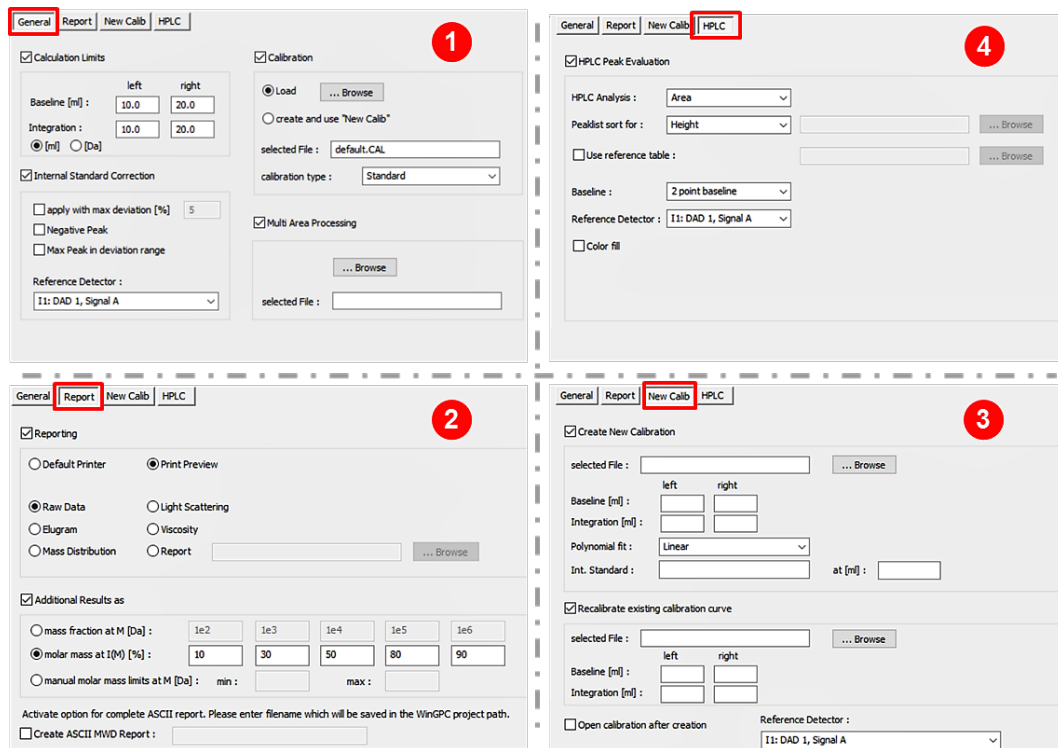 General Report New Calib HPLC
1
Calculation Limits
left right
Baseline [ml] : 10.0 20.0
Integration : 10.0 20.0
[ml] [Da]
Internal Standard Correction
apply with max deviation [%] 5
Negative Peak
Max Peak in deviation range
Reference Detector :
I1: DAD 1, Signal A
Calibration
Load ... Browse
create and use "New Calib"
selected File : default.CAL
calibration type : Standard
Multi Area Processing
... Browse
selected File :
General Report New Calib HPLC
4
HPLC Peak Evaluation
HPLC Analysis : Area
Peaklist sort for : Height ... Browse
Use reference table : ... Browse
Baseline : 2 point baseline
Reference Detector : I1: DAD 1, Signal A
Color fill
General Report New Calib HPLC
2
Reporting
Default Printer Print Preview
Raw Data Light Scattering
Elugram Viscosity
Mass Distribution Report ... Browse
Additional Results as
mass fraction at M [Da] : 1e2 1e3 1e4 1e5 1e6
molar mass at I(M) [%] : 10 30 50 80 90
manual molar mass limits at M [Da] : min : max :
Activate option for complete ASCII report. Please enter filename which will be saved in the WinGPC project path.
Create ASCII MWD Report :
General Report New Calib HPLC
3
Create New Calibration
selected File : ... Browse
left right
Baseline [ml] :
Integration [ml] :
Polynomial fit : Linear
Int. Standard : at [ml] :
Recalibrate existing calibration curve
selected File : ... Browse
left right
Baseline [ml] :
Integration [ml] :
Open calibration after creation
Reference Detector :
I1: DAD 1, Signal A